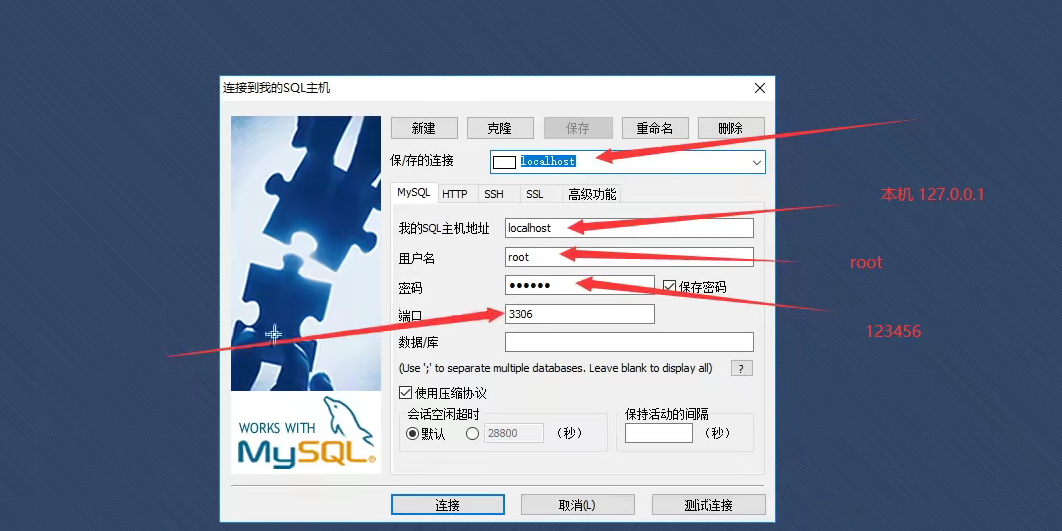 连接到我的SQL主机
新建 克隆 保存 重命名 删除
保/存的连接 localhost
MySQL HTTP SSH SSL 高级功能
本机 127.0.0.1
我的SQL主机地址 localhost
用户名 root
root
密码 ●●●●●● 保存密码
端口 3306
123456
数据/库
(Use ';' to separate multiple databases. Leave blank to display all) ?
使用压缩协议
会话空闲超时 保持活动的间隔
默认 28800 (秒) (秒)
WORKS WITH
MySQL®
连接 取消(L) 测试连接